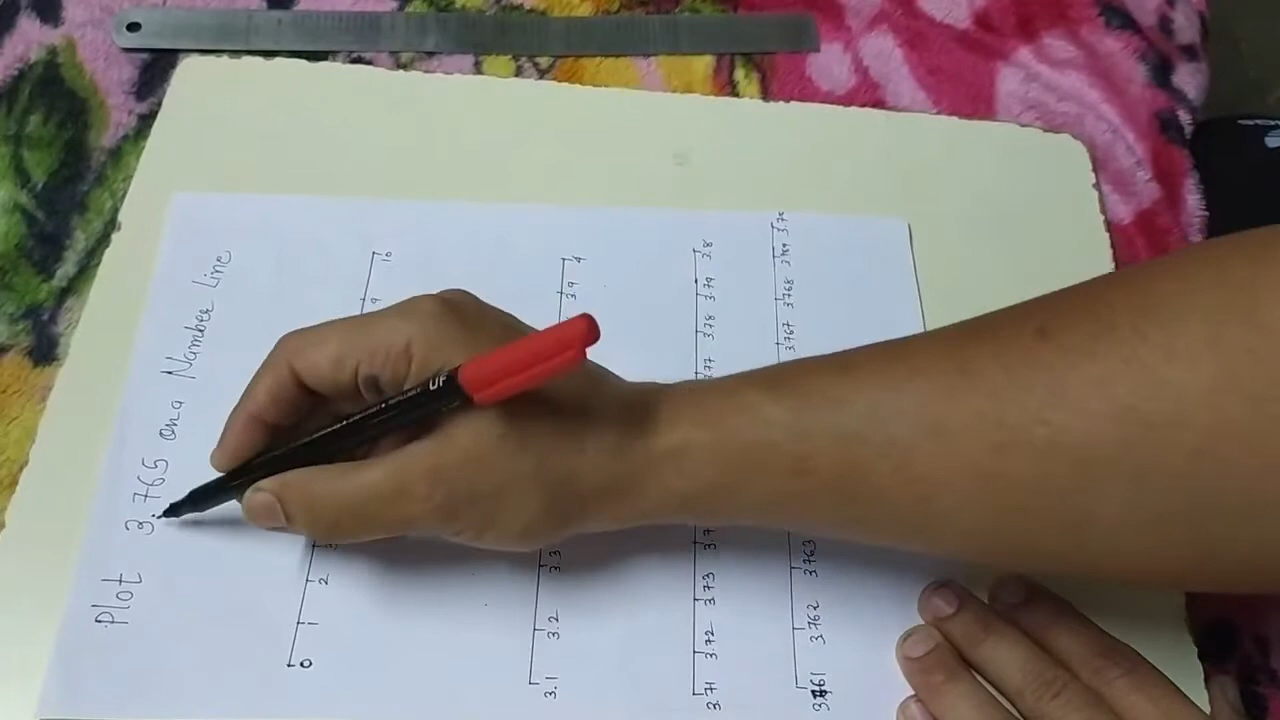 Plot 3.765 on a Number Line
0 1 2 9 10
3.1 3.2 3.3 3.9 4
3.71 3.72 3.73 3.77 3.78 3.79 3.8
3.761 3.762 3.763 3.767 3.768 3.769
UF